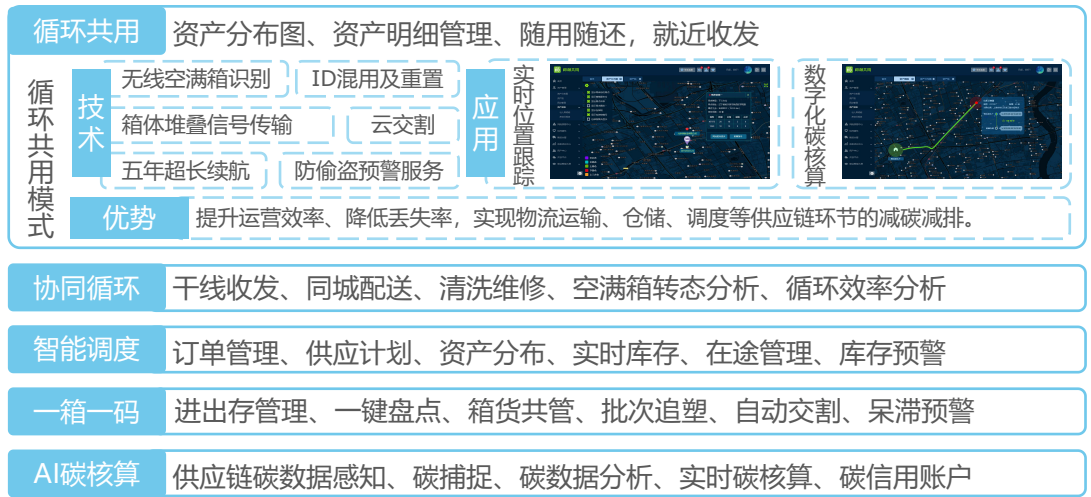 循环共用
资产分布图、资产明细管理、随用随还，就近收发
循环共用模式
技术
无线空满箱识别
ID混用及重置
箱体堆叠信号传输
云交割
五年超长续航
防偷盗预警服务
应用
实时位置跟踪
数字化碳核算
优势
提升运营效率、降低丢失率，实现物流运输、仓储、调度等供应链环节的减碳减排。
协同循环
干线收发、同城配送、清洗维修、空满箱转态分析、循环效率分析
智能调度
订单管理、供应计划、资产分布、实时库存、在途管理、库存预警
一箱一码
进出存管理、一键盘点、箱货共管、批次追塑、自动交割、呆滞预警
AI碳核算
供应链碳数据感知、碳捕捉、碳数据分析、实时碳核算、碳信用账户